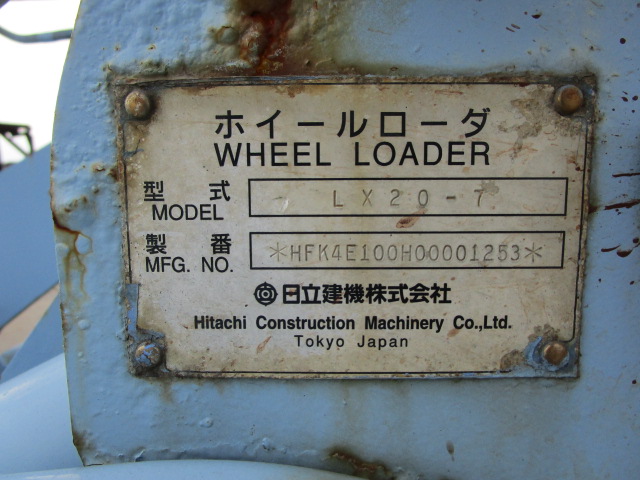 ホイールローダ
WHEEL LOADER
型式 LX20-7
MODEL
製番 *HFK4E100H00001253*
MFG. NO.
日立建機株式会社
Hitachi Construction Machinery Co.,Ltd.
Tokyo Japan